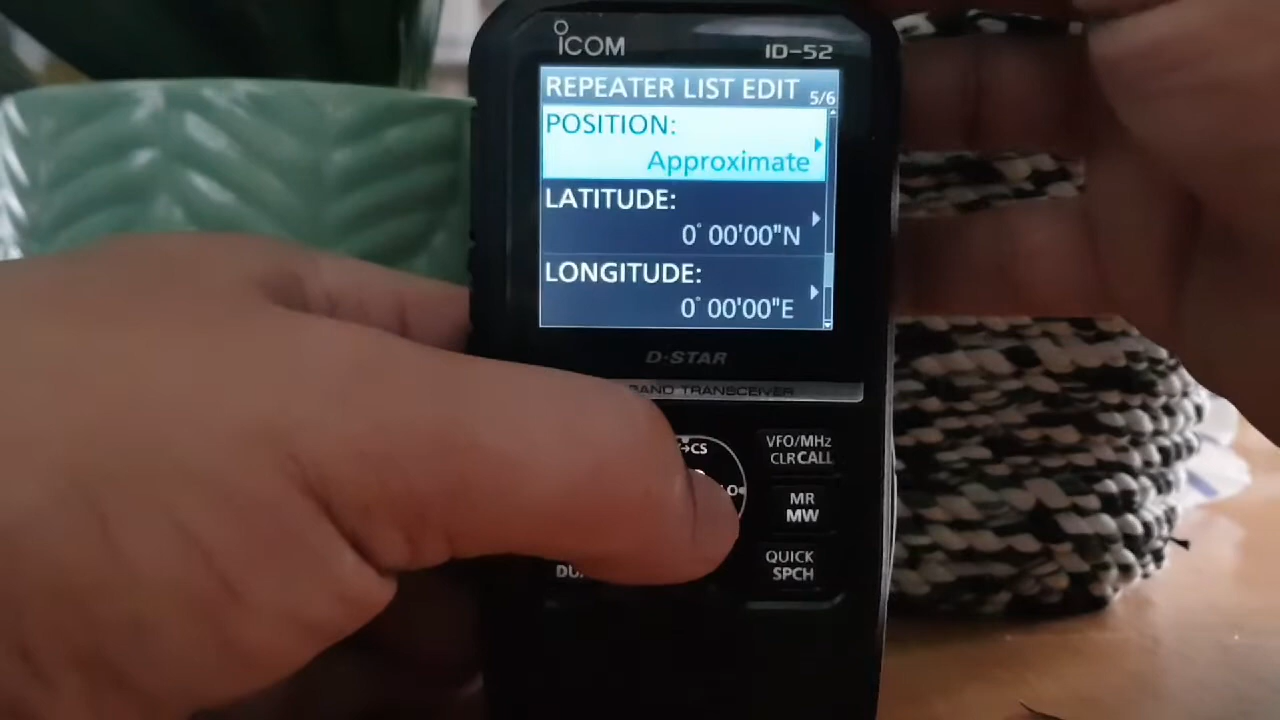 ICOM
ID-52
REPEATER LIST EDIT 5/6
POSITION:
Approximate
LATITUDE:
0° 00'00"N
LONGITUDE:
0° 00'00"E
D-STAR
BAND TRANSCEIVER
CS
VFO/MHz
CLR CALL
MR
MW
QUICK
SPCH